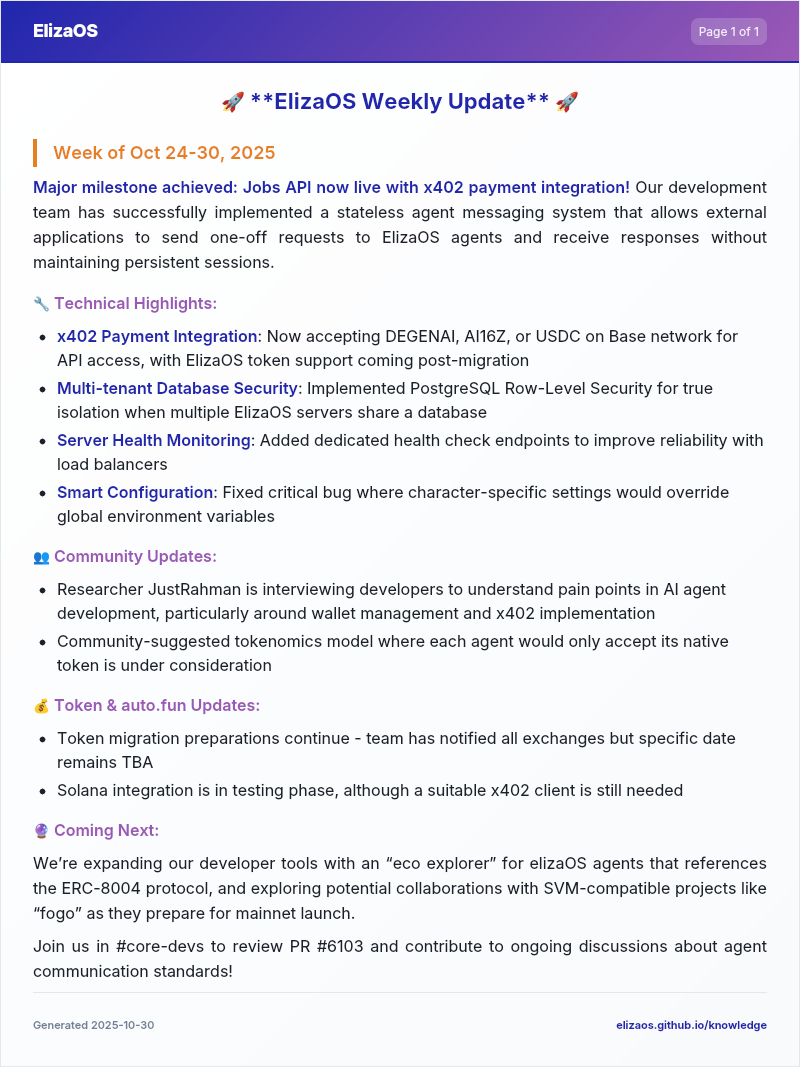 ElizaOS
Page 1 of 1
🚀 **ElizaOS Weekly Update** 🚀
Week of Oct 24-30, 2025
Major milestone achieved: Jobs API now live with x402 payment integration! Our development
team has successfully implemented a stateless agent messaging system that allows external
applications to send one-off requests to ElizaOS agents and receive responses without
maintaining persistent sessions.
🔧 Technical Highlights:
• x402 Payment Integration: Now accepting DEGENAI, AI16Z, or USDC on Base network for
API access, with ElizaOS token support coming post-migration
• Multi-tenant Database Security: Implemented PostgreSQL Row-Level Security for true
isolation when multiple ElizaOS servers share a database
• Server Health Monitoring: Added dedicated health check endpoints to improve reliability with
load balancers
• Smart Configuration: Fixed critical bug where character-specific settings would override
global environment variables
👥 Community Updates:
• Researcher JustRahman is interviewing developers to understand pain points in AI agent
development, particularly around wallet management and x402 implementation
• Community-suggested tokenomics model where each agent would only accept its native
token is under consideration
💰 Token & auto.fun Updates:
• Token migration preparations continue - team has notified all exchanges but specific date
remains TBA
• Solana integration is in testing phase, although a suitable x402 client is still needed
🔮 Coming Next:
We’re expanding our developer tools with an “eco explorer” for elizaOS agents that references
the ERC-8004 protocol, and exploring potential collaborations with SVM-compatible projects like
“fogo” as they prepare for mainnet launch.
Join us in #core-devs to review PR #6103 and contribute to ongoing discussions about agent
communication standards!
Generated 2025-10-30
elizaos.github.io/knowledge